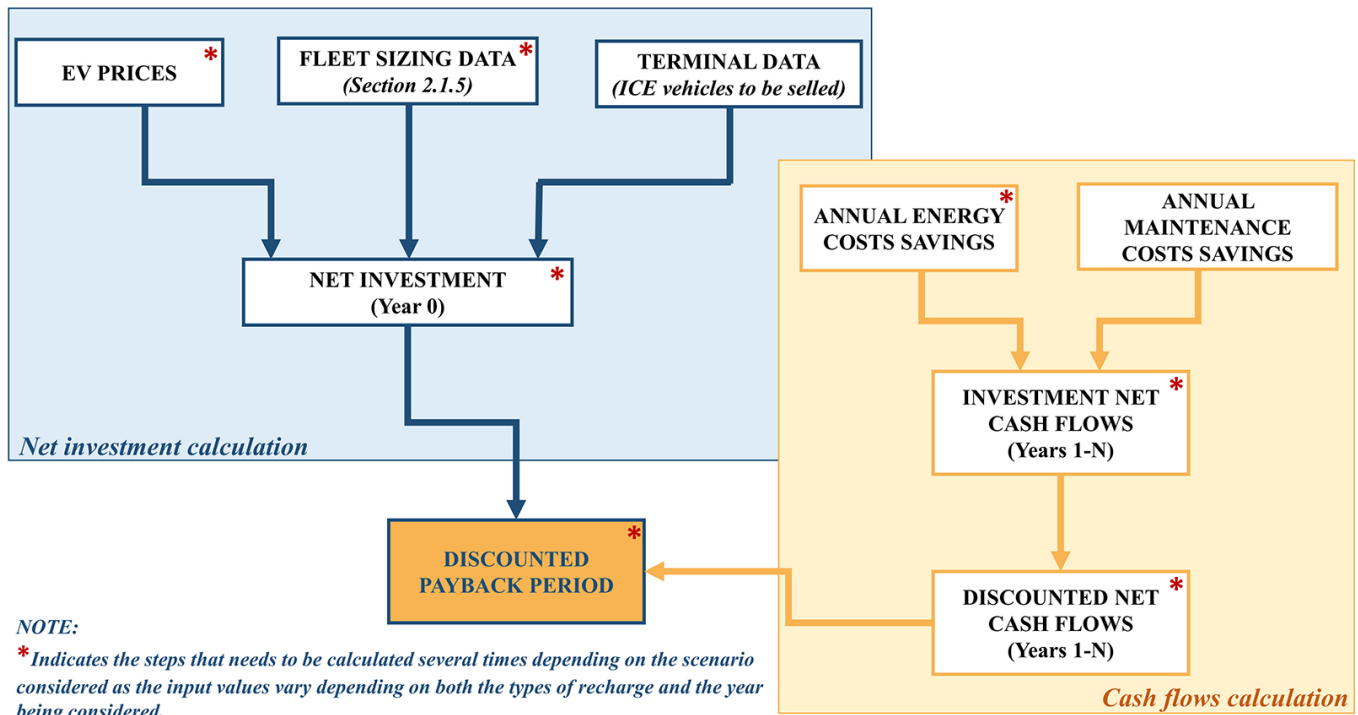 EV PRICES *
FLEET SIZING DATA *
(Section 2.1.5)
TERMINAL DATA
(ICE vehicles to be selled)
NET INVESTMENT *
(Year 0)
Net investment calculation
ANNUAL ENERGY *
COSTS SAVINGS
ANNUAL
MAINTENANCE
COSTS SAVINGS
INVESTMENT NET *
CASH FLOWS
(Years 1-N)
DISCOUNTED NET *
CASH FLOWS
(Years 1-N)
Cash flows calculation
DISCOUNTED *
PAYBACK PERIOD
NOTE:
*Indicates the steps that needs to be calculated several times depending on the scenario
considered as the input values vary depending on both the types of recharge and the year
being considered.